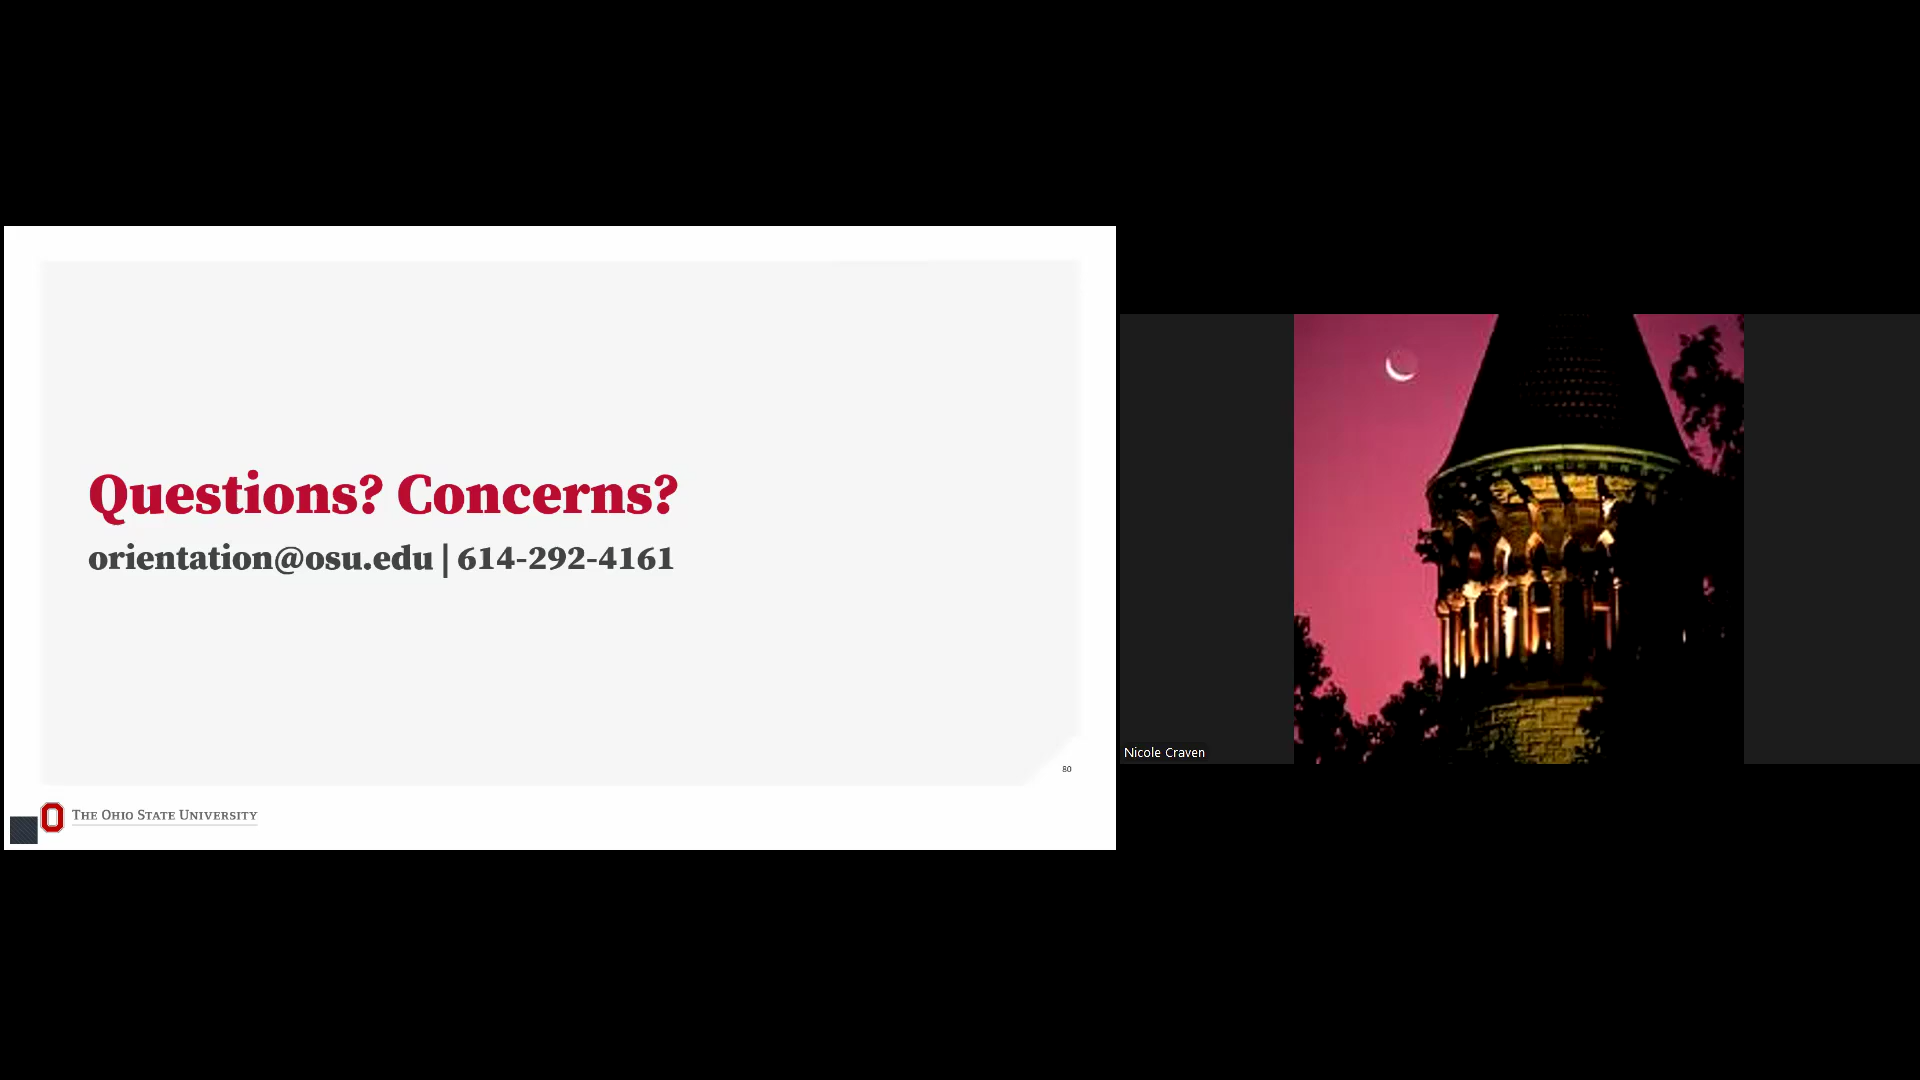 Questions? Concerns?
orientation@osu.edu | 614-292-4161
80
The Ohio State University
Nicole Craven